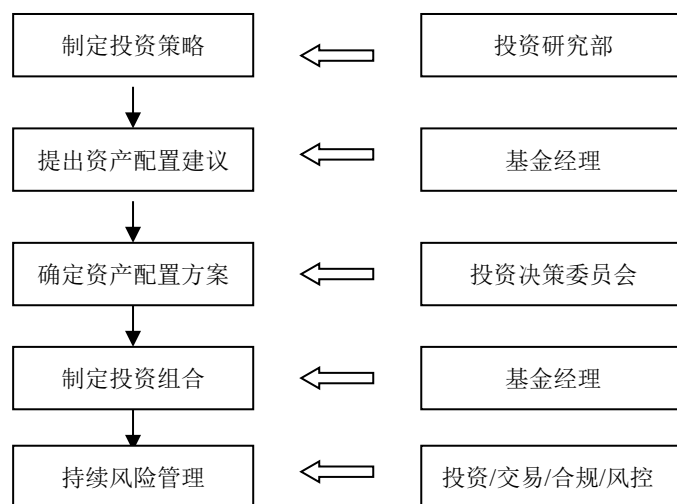 制定投资策略
投资研究部
提出资产配置建议
基金经理
确定资产配置方案
投资决策委员会
制定投资组合
基金经理
持续风险管理
投资/交易/合规/风控